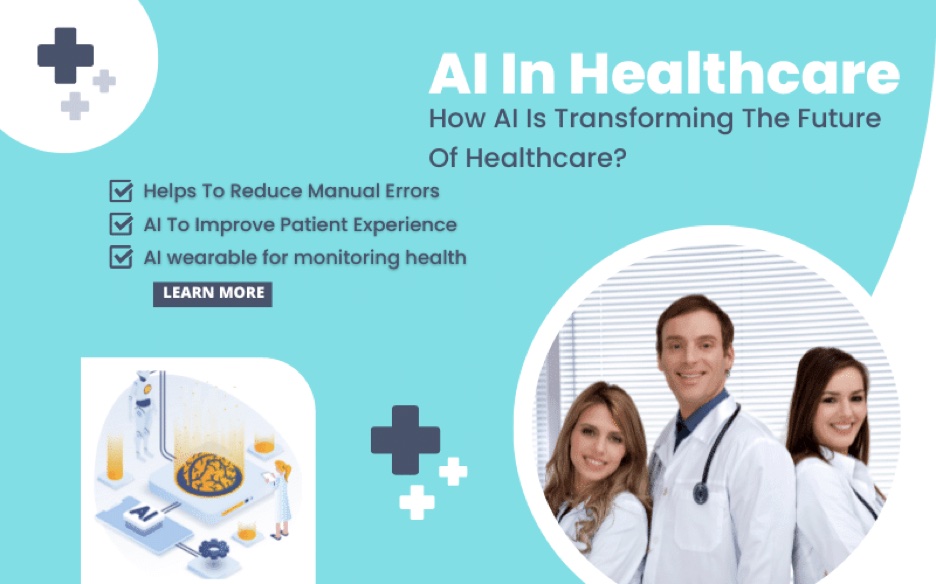 AI In Healthcare
How AI Is Transforming The Future
Of Healthcare?
Helps To Reduce Manual Errors
AI To Improve Patient Experience
AI wearable for monitoring health
LEARN MORE
AI